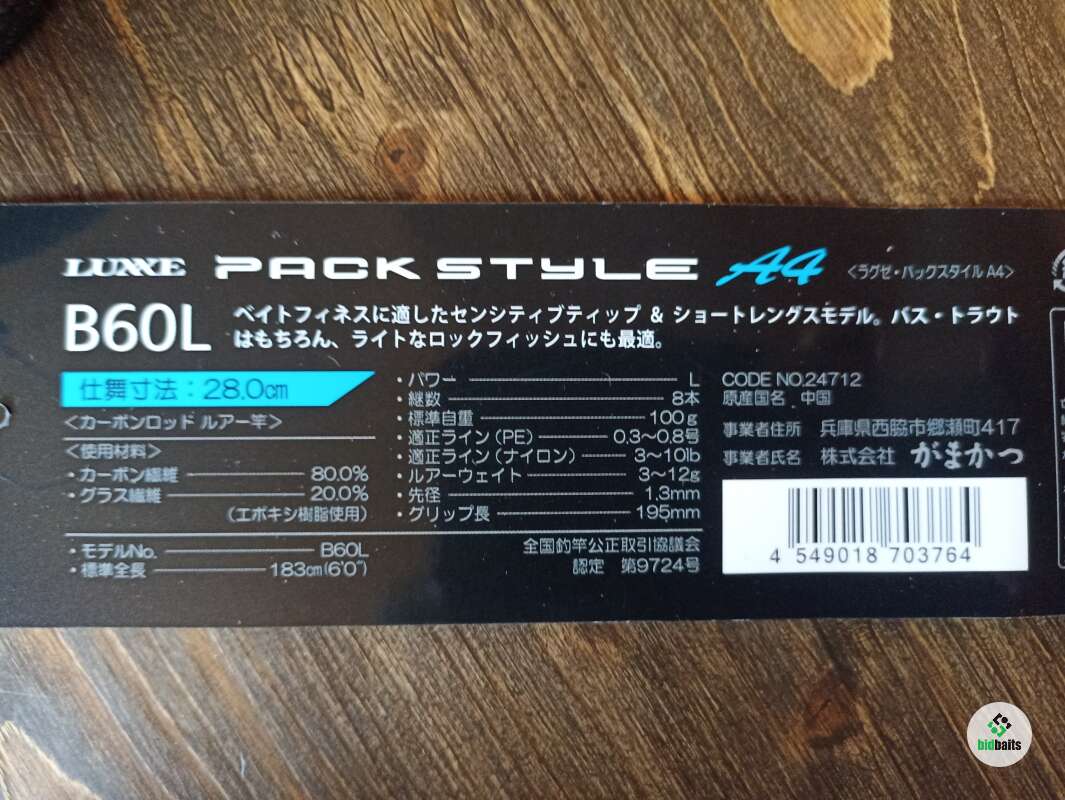 LUXXE PACK STYLE A4 <ラグゼ・パックスタイル A4>
B60L
ベイトフィネスに適したセンシティブティップ & ショートレングスモデル。バス・トラウト
はもちろん、ライトなロックフィッシュにも最適。
仕舞寸法：28.0cm
<カーボンロッド ルアー竿>
<使用材料>
・カーボン繊維 80.0%
・グラス繊維 20.0%
(エポキシ樹脂使用)
・モデルNo. B60L
・標準全長 183cm(6'0")
・パワー L
・継数 8本
・標準自重 100g
・適正ライン(PE) 0.3〜0.8号
・適正ライン(ナイロン) 3〜10lb
・ルアーウェイト 3〜12g
・先径 1.3mm
・グリップ長 195mm
全国釣竿公正取引協議会
認定 第9724号
CODE NO.24712
原産国名 中国
事業者住所 兵庫県西脇市郷瀬町417
事業者氏名 株式会社 がまかつ
4 549018 703764
bidbaits